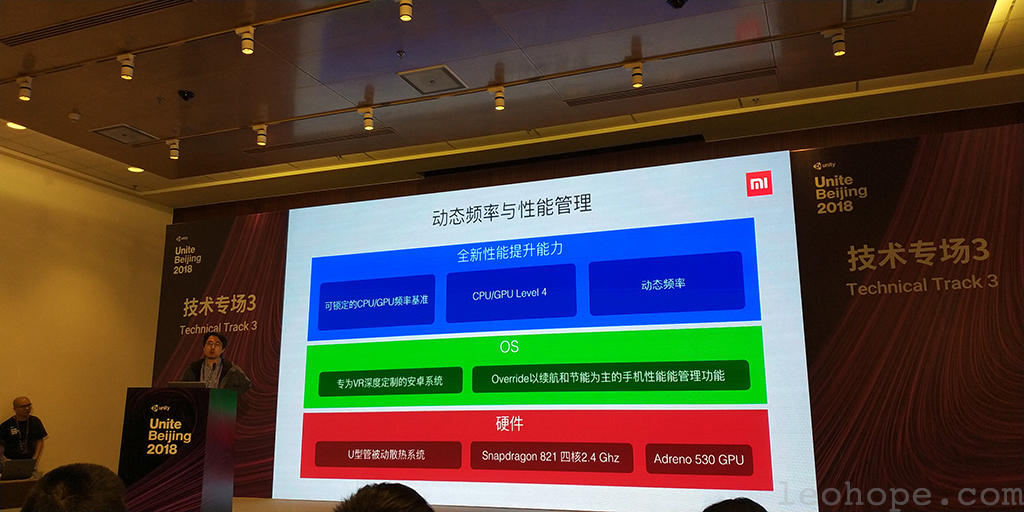 unity
Unite
Beijing
2018
技术专场3
Technical Track 3
unity
Unite
Beijing
2018
mi
动态频率与性能管理
全新性能提升能力
可锁定的CPU/GPU频率基准
CPU/GPU Level 4
动态频率
OS
专为VR深度定制的安卓系统
Override以续航和节能为主的手机性能能管理功能
硬件
U型管被动散热系统
Snapdragon 821 四核2.4 Ghz
Adreno 530 GPU
unity
Unite
Beijing
2018
技术专场3
Technical Track 3
leohope.com